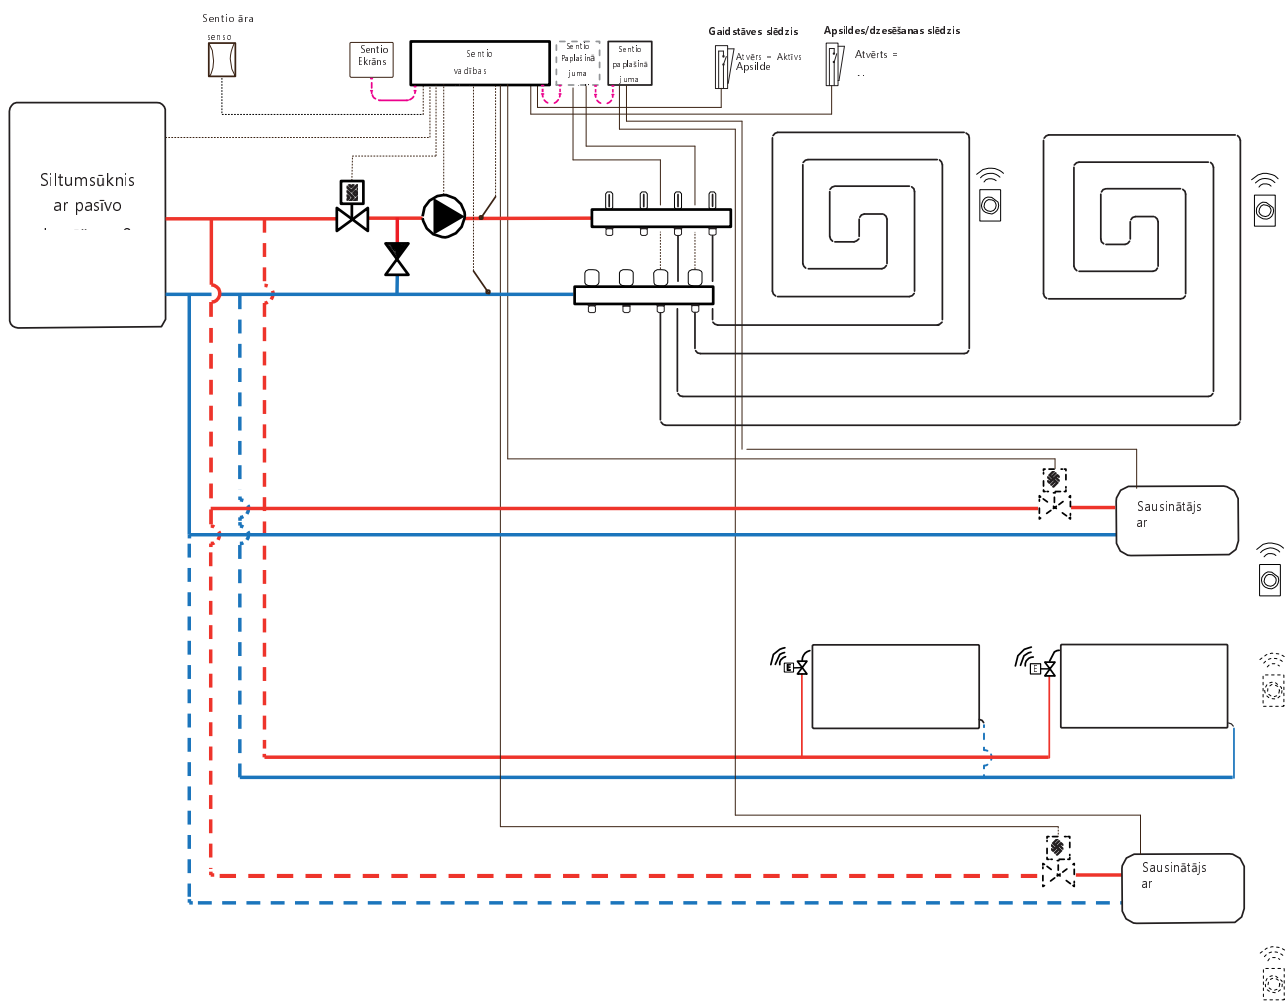 Sentio āra
senso
Sentio
Ekrāns
Sentio
vadības
Sentio
Paplašinā
juma
Sentio
paplašinā
juma
Gaidstāves slēdzis
Atvērs = Aktīvs
Apsilde
Apsildes/dzesēšanas slēdzis
Atvērts =
Siltumsūknis
ar pasīvo
Sausinātājs
ar
E
E
Sausinātājs
ar